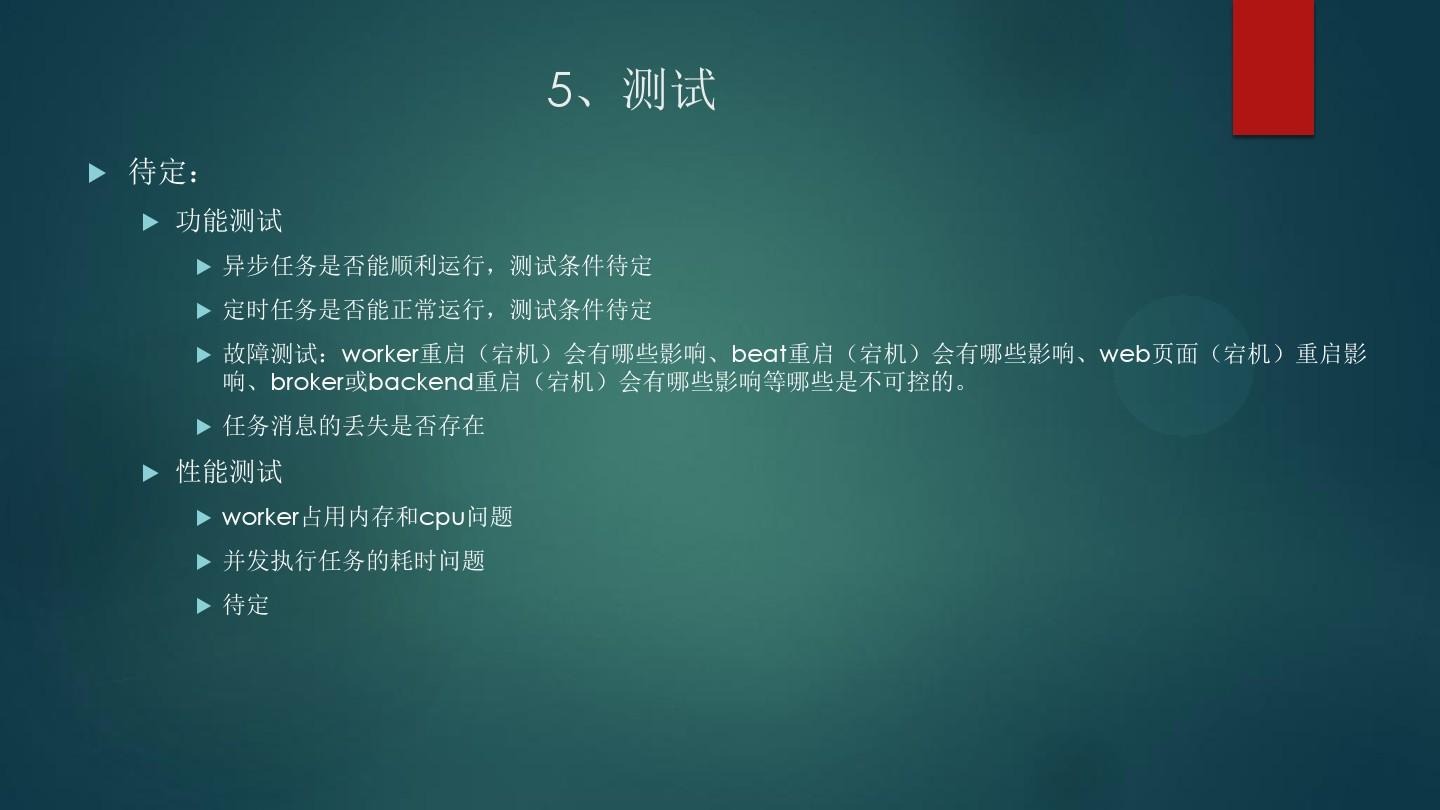 5、测试
待定：
功能测试
异步任务是否能顺利运行，测试条件待定
定时任务是否能正常运行，测试条件待定
故障测试：worker重启（宕机）会有哪些影响、beat重启（宕机）会有哪些影响、web页面（宕机）重启影
响、broker或backend重启（宕机）会有哪些影响等哪些是不可控的。
任务消息的丢失是否存在
性能测试
worker占用内存和cpu问题
并发执行任务的耗时问题
待定